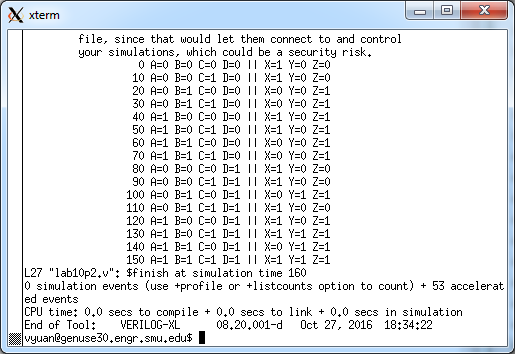 xterm
file, since that would let them connect to and control
your simulations, which could be a security risk.
0 A=0 B=0 C=0 D=0 || X=1 Y=0 Z=0
10 A=0 B=0 C=0 D=1 || X=1 Y=0 Z=0
20 A=0 B=0 C=1 D=0 || X=0 Y=0 Z=1
30 A=0 B=0 C=1 D=1 || X=0 Y=0 Z=1
40 A=0 B=1 C=0 D=0 || X=1 Y=0 Z=1
50 A=0 B=1 C=0 D=1 || X=1 Y=0 Z=1
60 A=0 B=1 C=1 D=0 || X=1 Y=0 Z=1
70 A=0 B=1 C=1 D=1 || X=0 Y=0 Z=1
80 A=1 B=0 C=0 D=0 || X=0 Y=0 Z=0
90 A=1 B=0 C=0 D=1 || X=1 Y=0 Z=0
100 A=1 B=0 C=1 D=0 || X=0 Y=1 Z=1
110 A=1 B=0 C=1 D=1 || X=0 Y=1 Z=0
120 A=1 B=1 C=0 D=0 || X=0 Y=0 Z=1
130 A=1 B=1 C=0 D=1 || X=1 Y=0 Z=1
140 A=1 B=1 C=1 D=0 || X=1 Y=1 Z=1
150 A=1 B=1 C=1 D=1 || X=0 Y=1 Z=1
L27 "lab10p2.v": $finish at simulation time 160
0 simulation events (use +profile or +listcounts option to count) + 53 accelerat
ed events
CPU time: 0.0 secs to compile + 0.0 secs to link + 0.0 secs in simulation
End of Tool: VERILOG-XL 08.20.001-d Oct 27, 2016 18:34:22
vyuan@genuse30.engr.smu.edu$